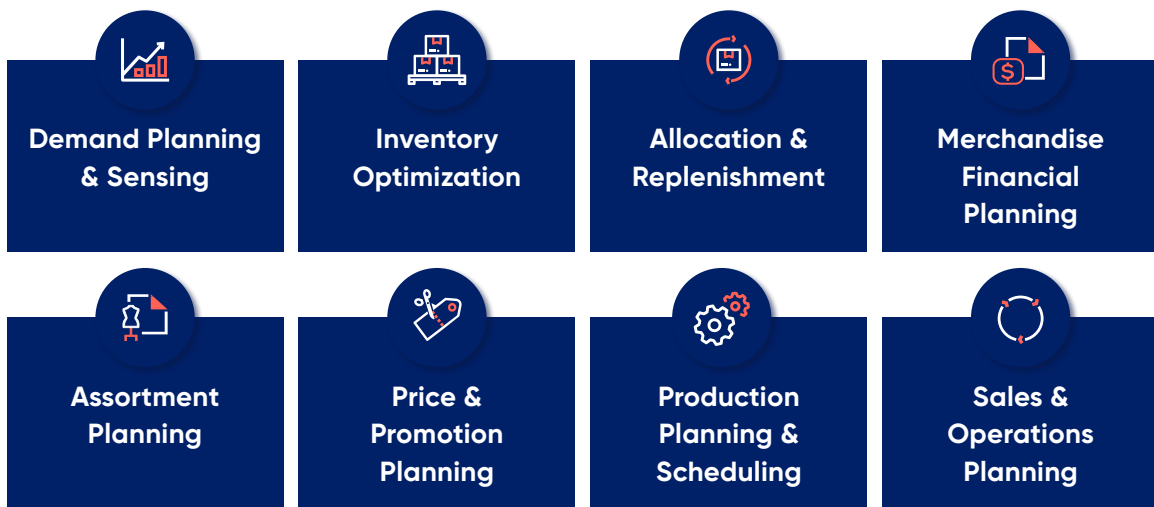 Demand Planning
& Sensing
Inventory
Optimization
Allocation &
Replenishment
$
Merchandise
Financial
Planning
Assortment
Planning
Price &
Promotion
Planning
Production
Planning &
Scheduling
Sales &
Operations
Planning